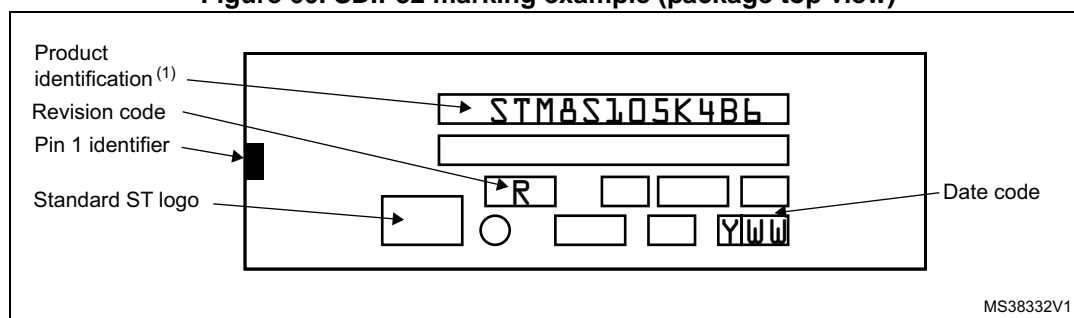 Figure SDIP32 marking example (package top view)
Product
identification (1)
STM8S105K4B6
Revision code
R
Pin 1 identifier
Standard ST logo
Date code
Y WW
MS38332V1